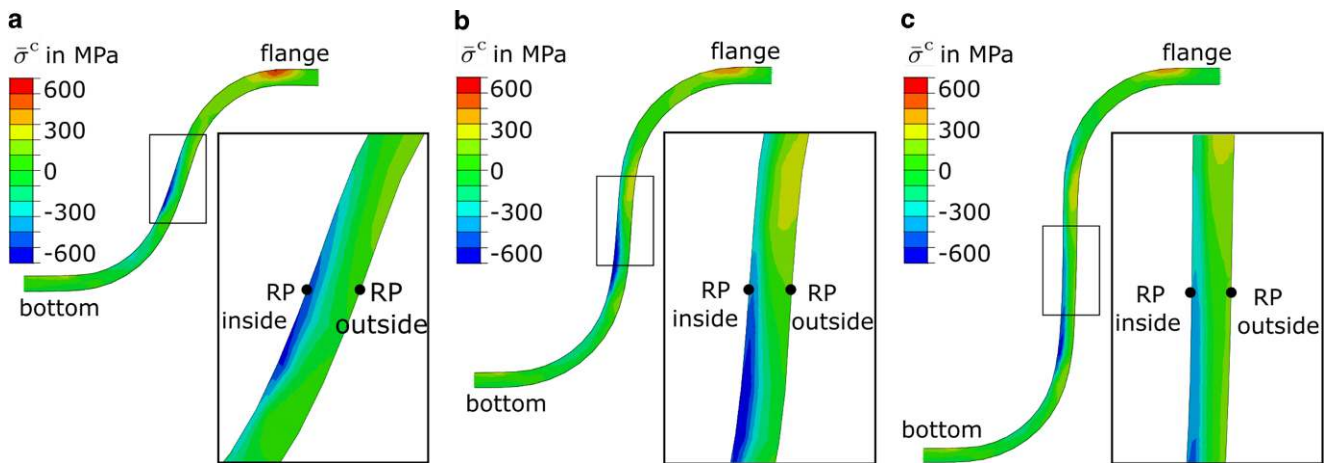 a
σ̄ᶜ in MPa
600
300
0
-300
-600
flange
bottom
RP
inside
RP
outside
b
σ̄ᶜ in MPa
600
300
0
-300
-600
flange
bottom
RP
inside
RP
outside
c
σ̄ᶜ in MPa
600
300
0
-300
-600
flange
bottom
RP
inside
RP
outside